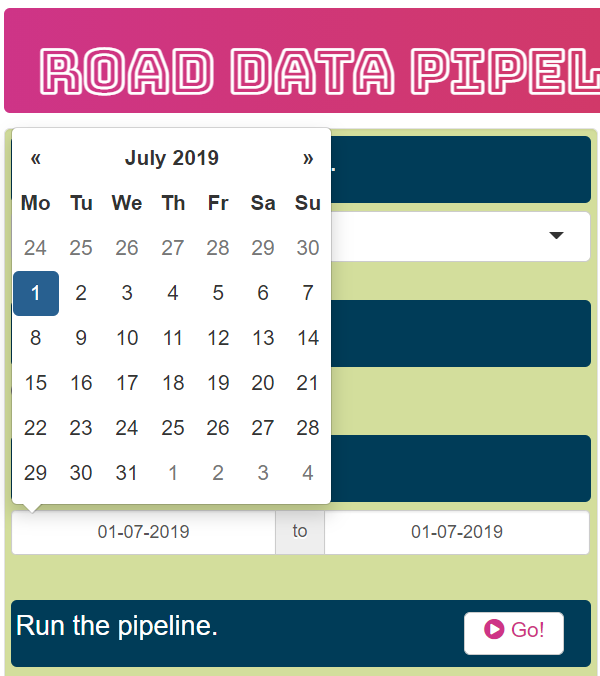 ROAD DATA PIPEL
« July 2019 »
Mo Tu We Th Fr Sa Su
24 25 26 27 28 29 30
1 2 3 4 5 6 7
8 9 10 11 12 13 14
15 16 17 18 19 20 21
22 23 24 25 26 27 28
29 30 31 1 2 3 4
01-07-2019 to 01-07-2019
Run the pipeline. Go!